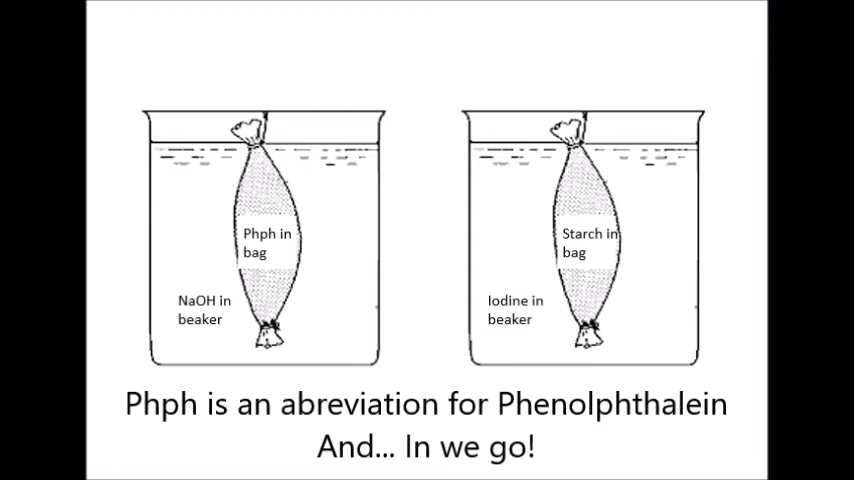 Phph in
bag
NaOH in
beaker
Starch in
bag
Iodine in
beaker
Phph is an abreviation for Phenolphthalein
And... In we go!